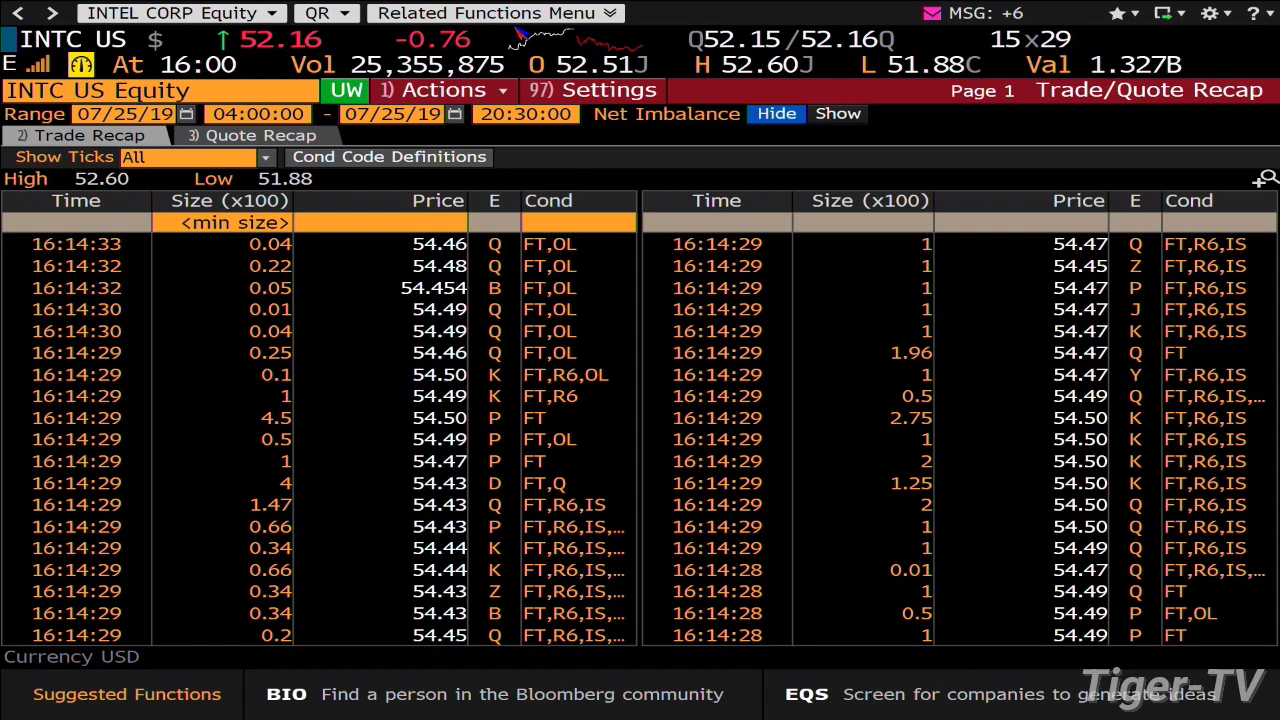 INTEL CORP Equity QR Related Functions Menu MSG: +6 ?
INTC US $ ↑ 52.16 -0.76 Q52.15/52.16Q 15×29
E At 16:00 Vol 25,355,875 O 52.51J H 52.60J L 51.88C Val 1.327B
INTC US Equity UW 1) Actions 97) Settings Page 1 Trade/Quote Recap
Range 07/25/19 04:00:00 - 07/25/19 20:30:00 Net Imbalance Hide Show
2) Trade Recap 3) Quote Recap
Show Ticks All Cond Code Definitions
High 52.60 Low 51.88
Time Size (x100) Price E Cond Time Size (x100) Price E Cond
<min size>
16:14:33 0.04 54.46 Q FT,OL 16:14:29 1 54.47 Q FT,R6,IS
16:14:32 0.22 54.48 Q FT,OL 16:14:29 1 54.45 Z FT,R6,IS
16:14:32 0.05 54.454 B FT,OL 16:14:29 1 54.47 P FT,R6,IS
16:14:30 0.01 54.49 Q FT,OL 16:14:29 1 54.47 J FT,R6,IS
16:14:30 0.04 54.49 Q FT,OL 16:14:29 1 54.47 K FT,R6,IS
16:14:29 0.25 54.46 Q FT,OL 16:14:29 1.96 54.47 Q FT
16:14:29 0.1 54.50 K FT,R6,OL 16:14:29 1 54.47 Y FT,R6,IS
16:14:29 1 54.49 K FT,R6 16:14:29 0.5 54.49 Q FT,R6,IS,...
16:14:29 4.5 54.50 P FT 16:14:29 2.75 54.50 K FT,R6,IS
16:14:29 0.5 54.49 P FT,OL 16:14:29 1 54.50 K FT,R6,IS
16:14:29 1 54.47 P FT 16:14:29 2 54.50 K FT,R6,IS
16:14:29 4 54.43 D FT,Q 16:14:29 1.25 54.50 K FT,R6,IS
16:14:29 1.47 54.43 Q FT,R6,IS 16:14:29 2 54.50 Q FT,R6,IS
16:14:29 0.66 54.43 P FT,R6,IS,... 16:14:29 1 54.50 Q FT,R6,IS
16:14:29 0.34 54.44 K FT,R6,IS,... 16:14:29 1 54.49 Q FT,R6,IS
16:14:29 0.66 54.44 K FT,R6,IS,... 16:14:28 0.01 54.47 Q FT,R6,IS,...
16:14:29 0.34 54.43 Z FT,R6,IS,... 16:14:28 1 54.49 Q FT
16:14:29 0.34 54.43 B FT,R6,IS,... 16:14:28 0.5 54.49 P FT,OL
16:14:29 0.2 54.45 Q FT,R6,IS,... 16:14:28 1 54.49 P FT
Currency USD
Suggested Functions BIO Find a person in the Bloomberg community EQS Screen for companies to generate ideas
Tiger-TV